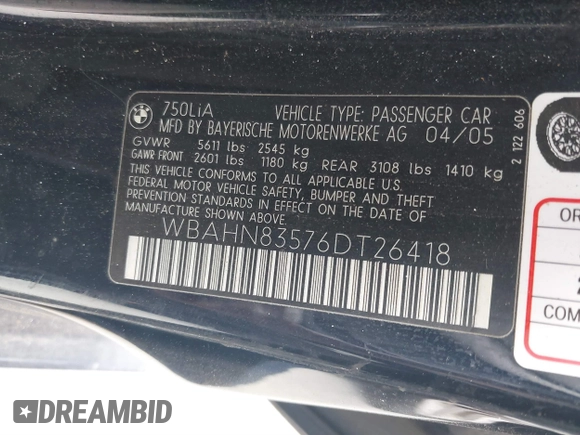 750LiA VEHICLE TYPE: PASSENGER CAR
MFD BY BAYERISCHE MOTORENWERKE AG 04/05
GVWR 5611 lbs 2545 kg
GAWR FRONT 2601 lbs 1180 kg REAR 3108 lbs 1410 kg
THIS VEHICLE CONFORMS TO ALL APPLICABLE U.S.
FEDERAL MOTOR VEHICLE SAFETY, BUMPER AND THEFT
PREVENTION STANDARDS IN EFFECT ON THE DATE OF
MANUFACTURE SHOWN ABOVE.
WBAHN83576DT26418
2 122 606
OR
2
COM
DREAMBID